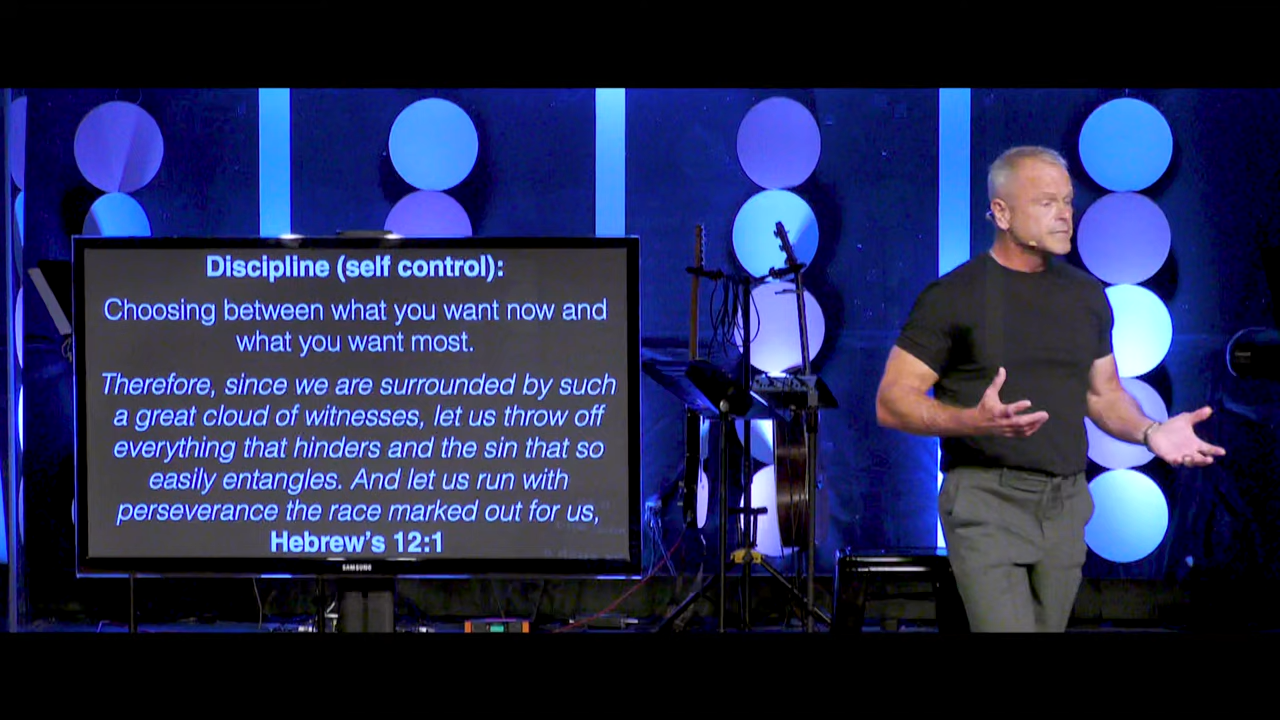 Discipline (self control):
Choosing between what you want now and
what you want most.
Therefore, since we are surrounded by such
a great cloud of witnesses, let us throw off
everything that hinders and the sin that so
easily entangles. And let us run with
perseverance the race marked out for us,
Hebrew's 12:1
SAMSUNG